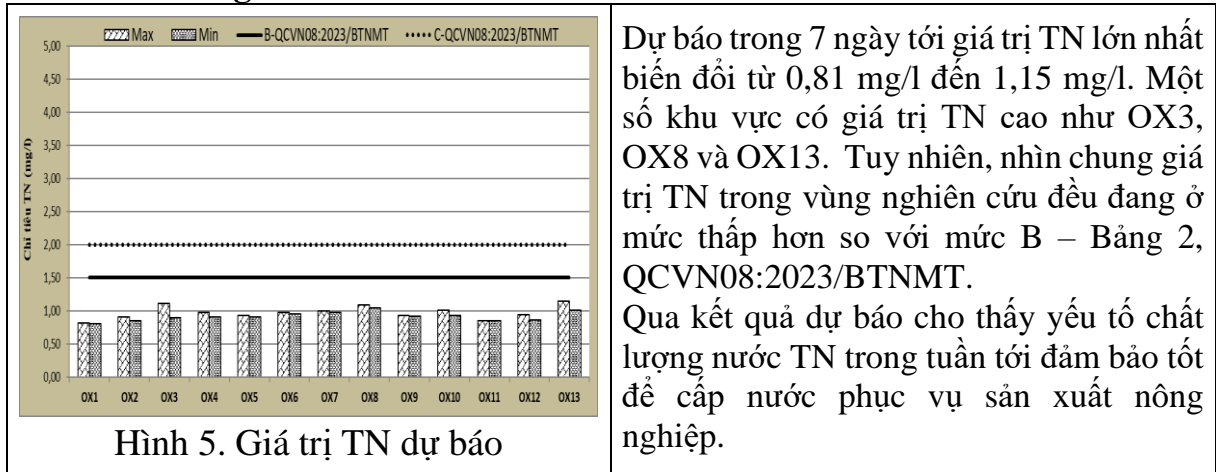 Max Min B-QCVN08:2023/BTNMT C-QCVN08:2023/BTNMT
5,00
4,50
4,00
3,50
3,00
2,50
2,00
1,50
1,00
0,50
0,00
Chỉ tiêu TN (mg/l)
OX1 OX2 OX3 OX4 OX5 OX6 OX7 OX8 OX9 OX10 OX11 OX12 OX13
Hình 5. Giá trị TN dự báo
Dự báo trong 7 ngày tới giá trị TN lớn nhất
biến đổi từ 0,81 mg/l đến 1,15 mg/l. Một
số khu vực có giá trị TN cao như OX3,
OX8 và OX13. Tuy nhiên, nhìn chung giá
trị TN trong vùng nghiên cứu đều đang ở
mức thấp hơn so với mức B – Bảng 2,
QCVN08:2023/BTNMT.
Qua kết quả dự báo cho thấy yếu tố chất
lượng nước TN trong tuần tới đảm bảo tốt
để cấp nước phục vụ sản xuất nông
nghiệp.